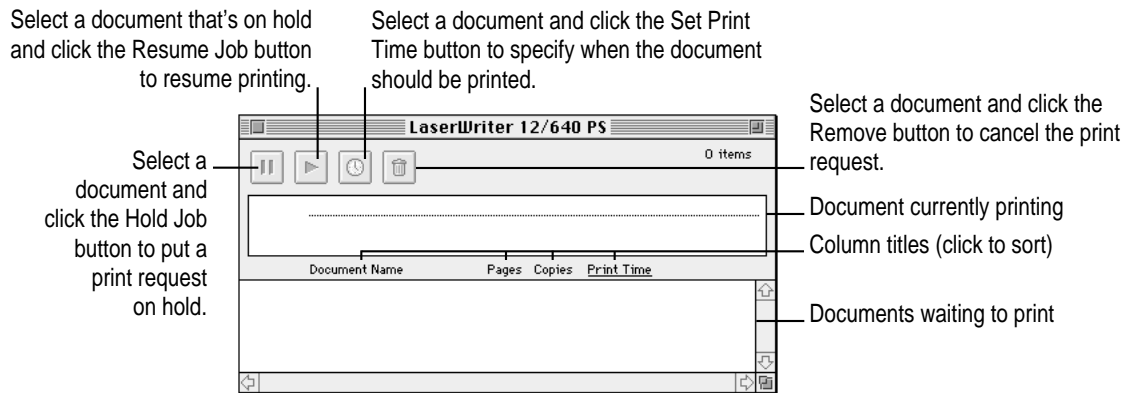 Select a document that's on hold
and click the Resume Job button
to resume printing.
Select a document and click the Set Print
Time button to specify when the document
should be printed.
Select a document and click the
Remove button to cancel the print
request.
Select a
document and
click the Hold Job
button to put a
print request
on hold.
LaserWriter 12/640 PS
0 items
Document currently printing
Column titles (click to sort)
Document Name Pages Copies Print Time
Documents waiting to print